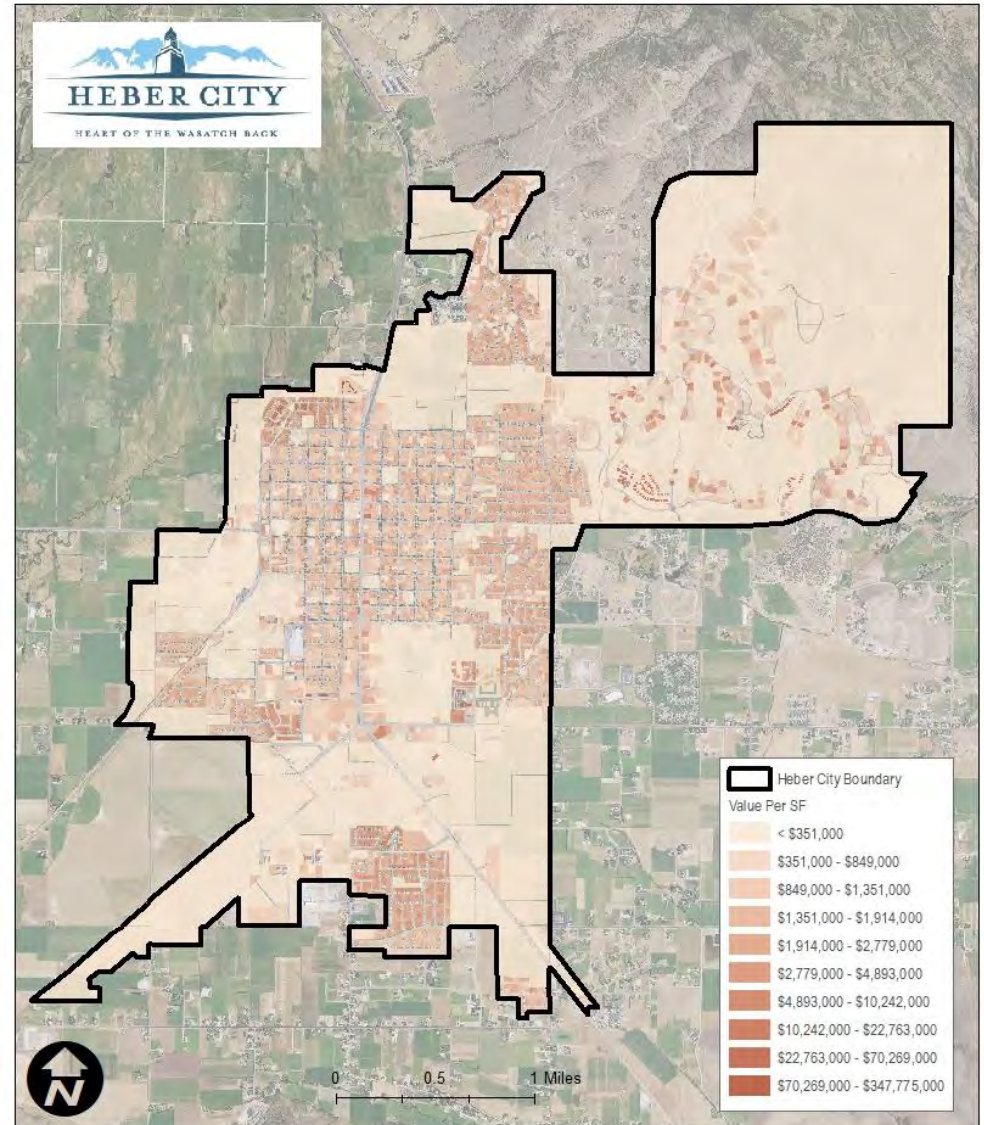 HEBER CITY
HEART OF THE WASATCH BACK
Heber City Boundary
Value Per SF
< $351,000
$351,000 - $849,000
$849,000 - $1,351,000
$1,351,000 - $1,914,000
$1,914,000 - $2,779,000
$2,779,000 - $4,893,000
$4,893,000 - $10,242,000
$10,242,000 - $22,763,000
$22,763,000 - $70,269,000
$70,269,000 - $347,775,000
N
0 0.5 1 Miles